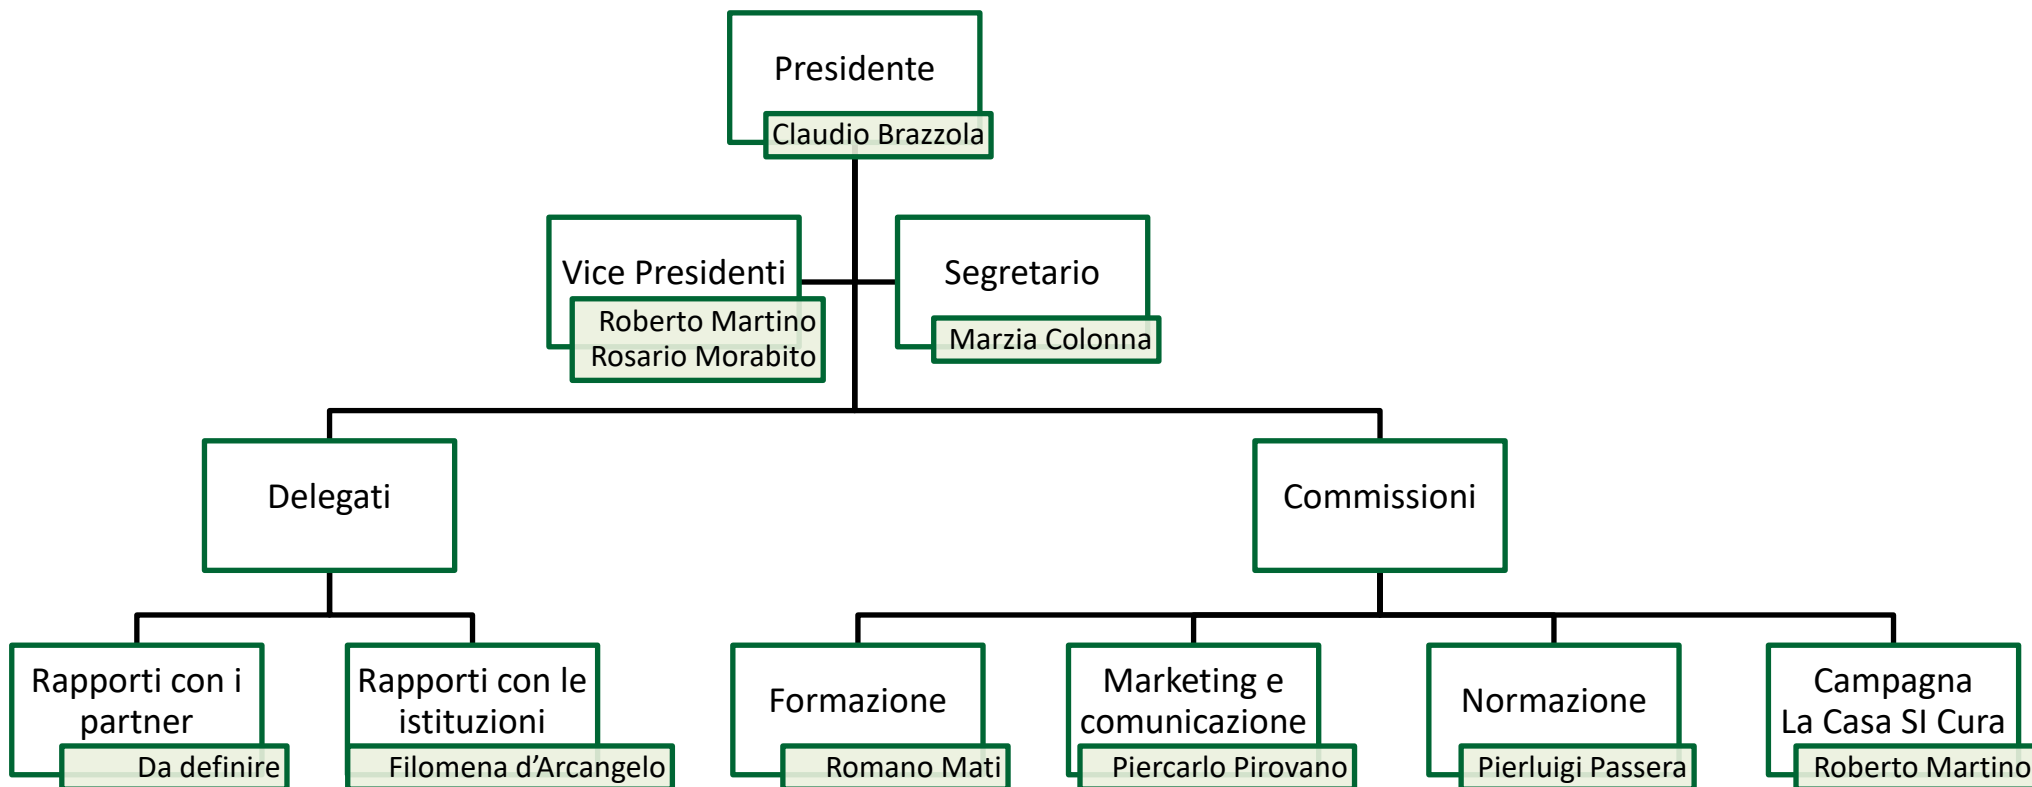 Presidente
Claudio Brazzola
Vice Presidenti
Roberto Martino
Rosario Morabito
Segretario
Marzia Colonna
Delegati
Commissioni
Rapporti con i
partner
Da definire
Rapporti con le
istituzioni
Filomena d’Arcangelo
Formazione
Romano Mati
Marketing e
comunicazione
Piercarlo Pirovano
Normazione
Pierluigi Passera
Campagna
La Casa SI Cura
Roberto Martino